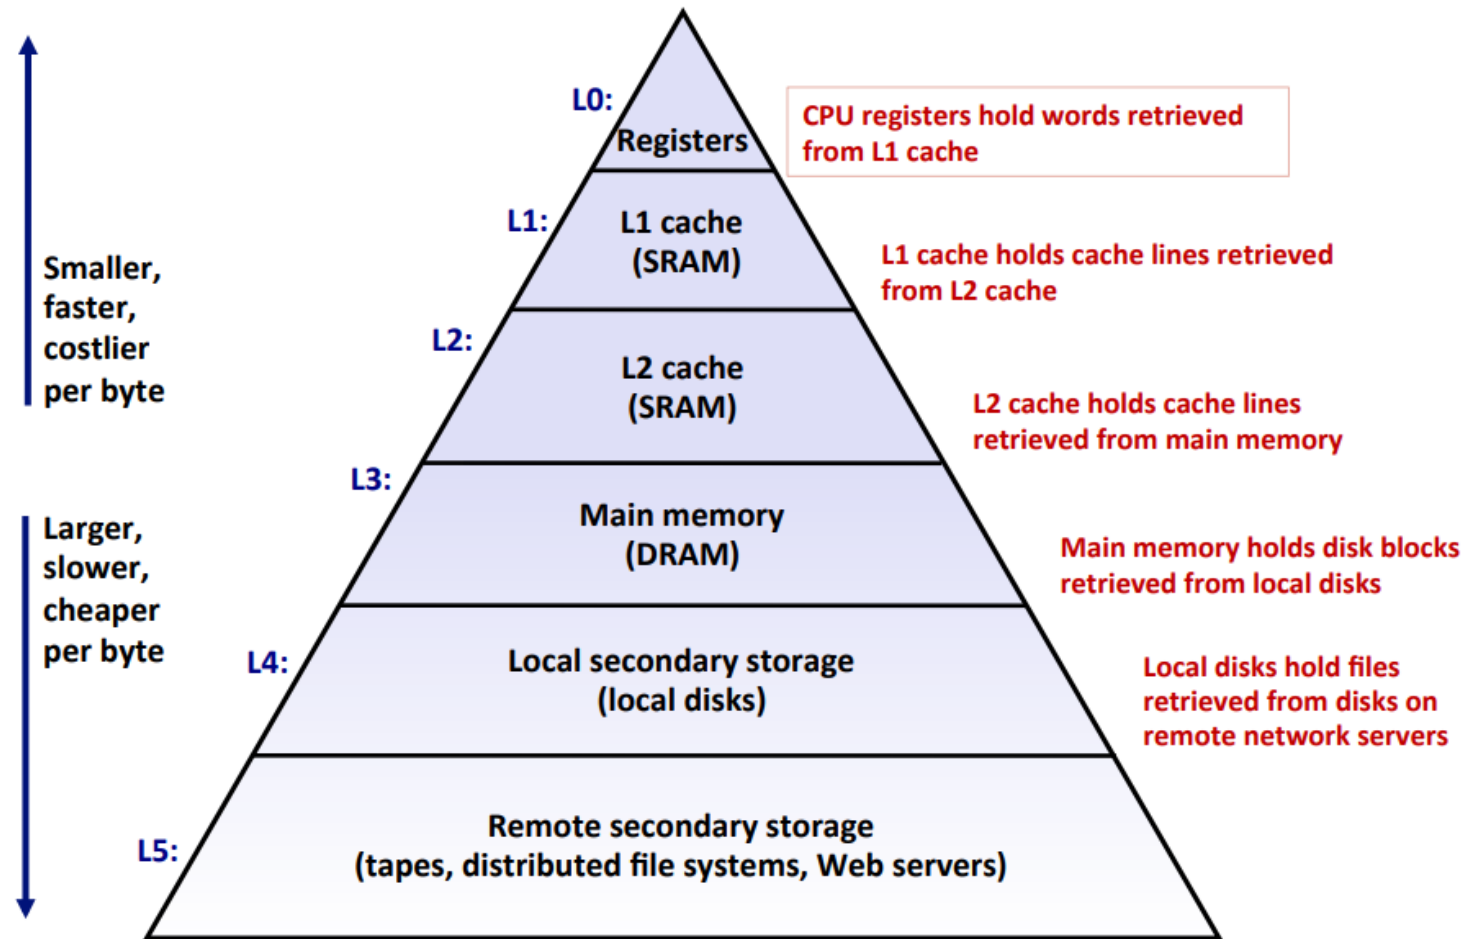 L0:
Registers
CPU registers hold words retrieved
from L1 cache
L1:
L1 cache
(SRAM)
L1 cache holds cache lines retrieved
from L2 cache
Smaller,
faster,
costlier
per byte
L2:
L2 cache
(SRAM)
L2 cache holds cache lines
retrieved from main memory
L3:
Main memory
(DRAM)
Main memory holds disk blocks
retrieved from local disks
Larger,
slower,
cheaper
per byte
L4:
Local secondary storage
(local disks)
Local disks hold files
retrieved from disks on
remote network servers
L5:
Remote secondary storage
(tapes, distributed file systems, Web servers)